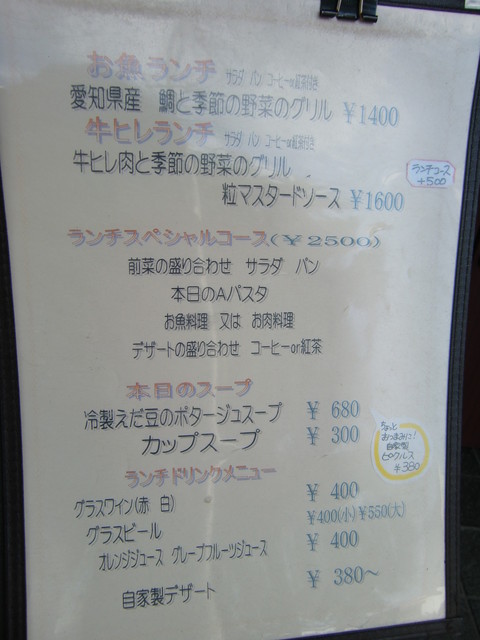 お魚ランチ サラダ パン コーヒーor紅茶付き
愛知県産 鯛と季節の野菜のグリル ¥1400
牛ヒレランチ サラダ パン コーヒーor紅茶付き
牛ヒレ肉と季節の野菜のグリル
ランチコース
+500
粒マスタードソース ¥1600
ランチスペシャルコース(¥2500)
前菜の盛り合わせ サラダ パン
本日のAパスタ
お魚料理 又は お肉料理
デザートの盛り合わせ コーヒーor紅茶
本日のスープ
冷製えだ豆のポタージュスープ ¥ 680
カップスープ ¥ 300
ちょっと
おつまみに!
自家製
ピクルス
¥380
ランチドリンクメニュー
グラスワイン(赤 白) ¥ 400
グラスビール ¥400(小)¥550(大)
オレンジジュース グレープフルーツジュース ¥ 400
自家製デザート ¥ 380~